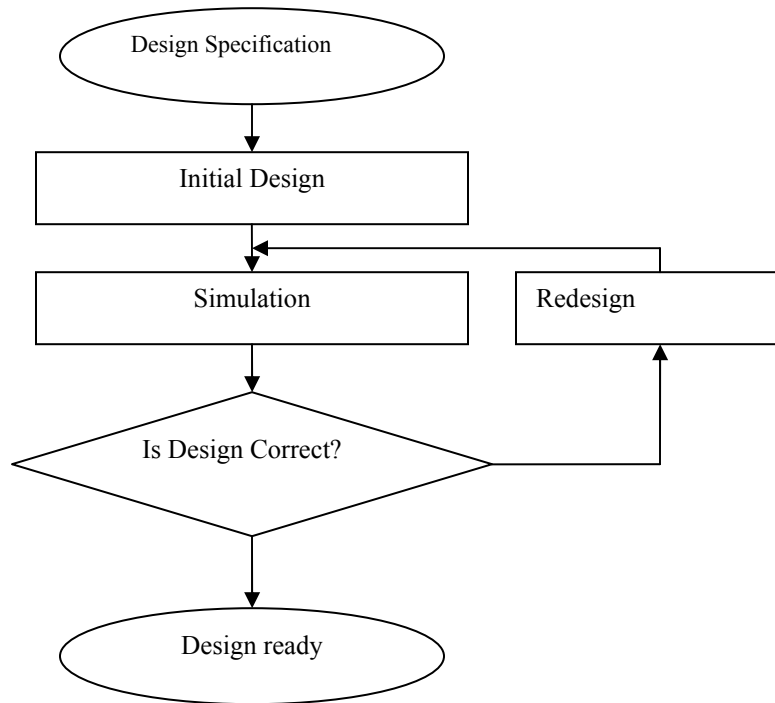 Design Specification
Initial Design
Simulation
Redesign
Is Design Correct?
Design ready